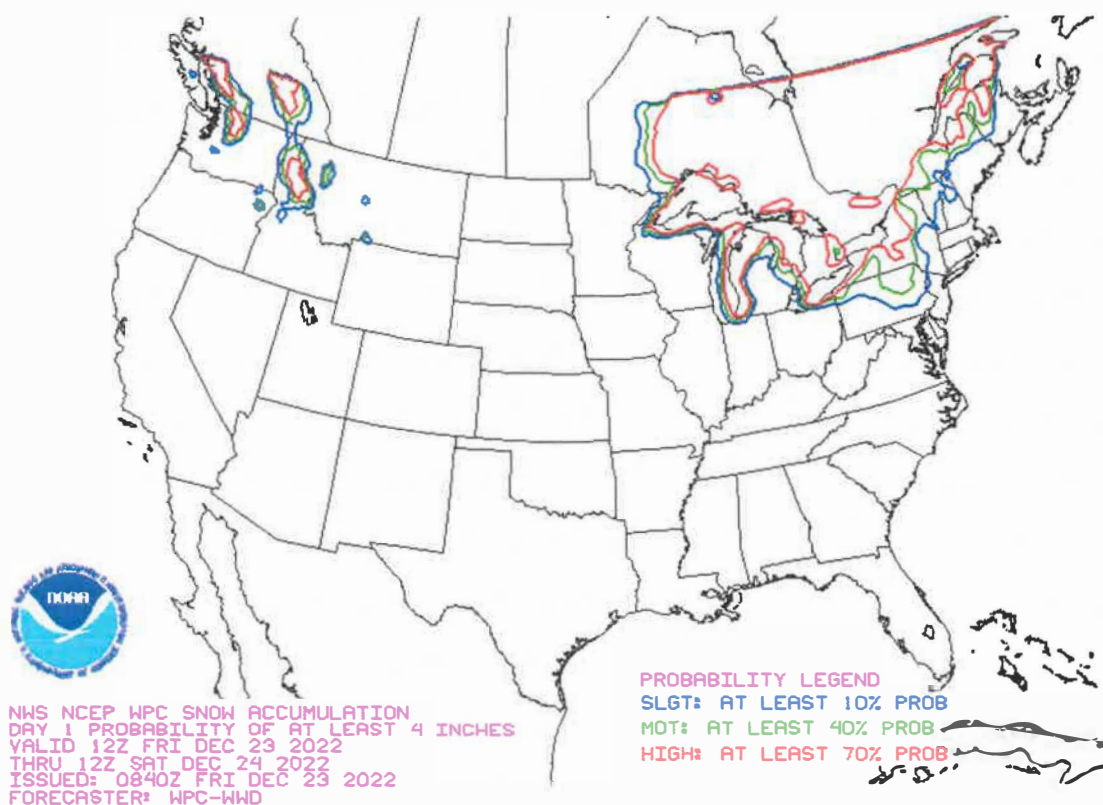 NOAA
NWS NCEP WPC SNOW ACCUMULATION
DAY 1 PROBABILITY OF AT LEAST 4 INCHES
VALID 12Z FRI DEC 23 2022
THRU 12Z SAT DEC 24 2022
ISSUED: 0840Z FRI DEC 23 2022
FORECASTER: WPC-WWD
PROBABILITY LEGEND
SLGT: AT LEAST 10% PROB
MDT: AT LEAST 40% PROB
HIGH: AT LEAST 70% PROB